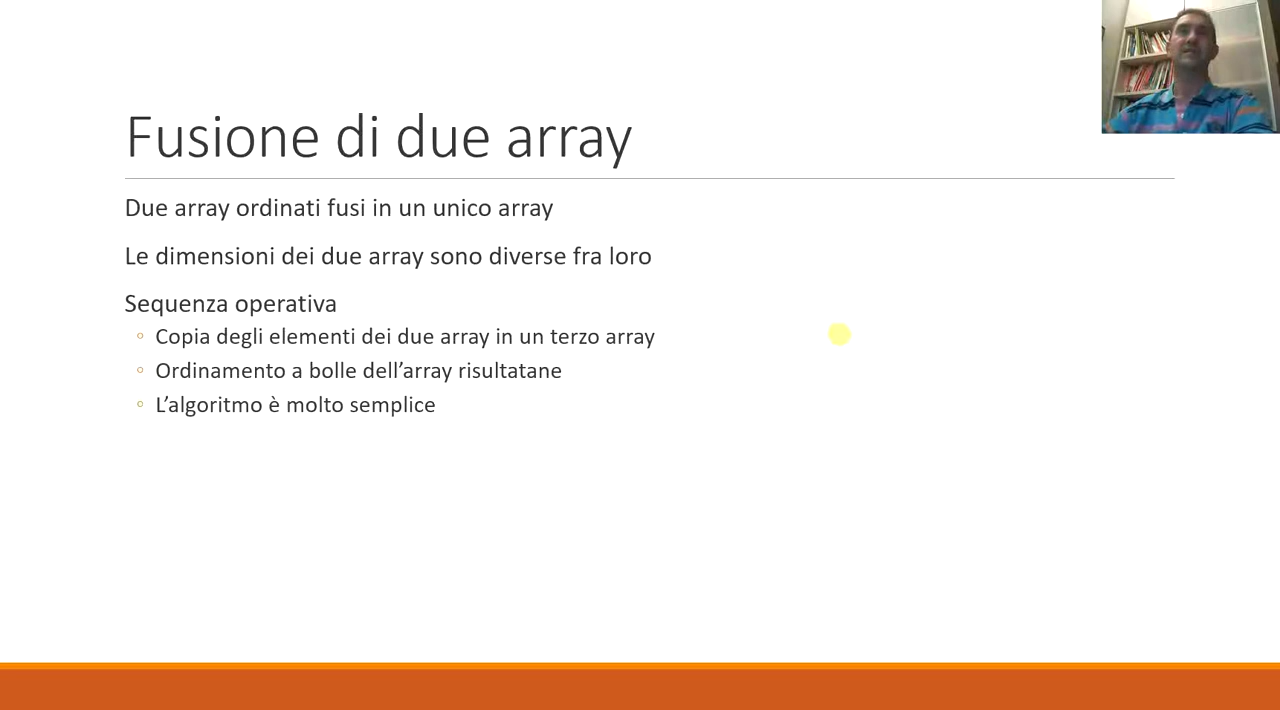 Fusione di due array
Due array ordinati fusi in un unico array
Le dimensioni dei due array sono diverse fra loro
Sequenza operativa
Copia degli elementi dei due array in un terzo array
Ordinamento a bolle dell’array risultatane
L’algoritmo è molto semplice